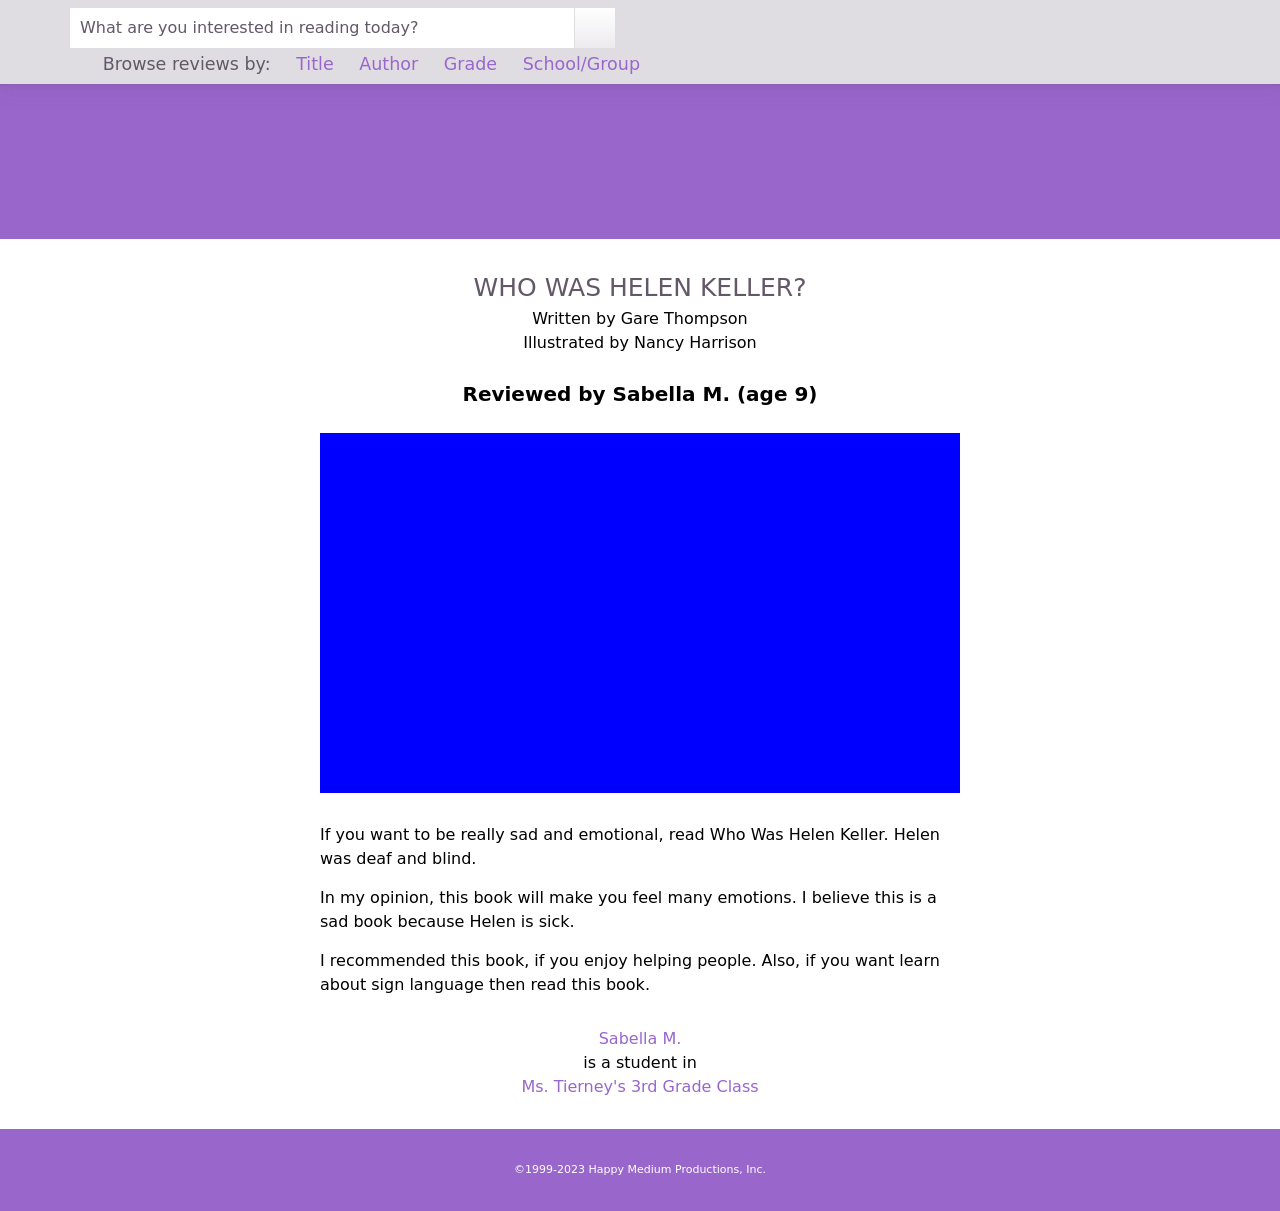 What are you interested in reading today?
Browse reviews by: Title Author Grade School/Group
WHO WAS HELEN KELLER?
Written by Gare Thompson
Illustrated by Nancy Harrison
Reviewed by Sabella M. (age 9)
If you want to be really sad and emotional, read Who Was Helen Keller. Helen
was deaf and blind.
In my opinion, this book will make you feel many emotions. I believe this is a
sad book because Helen is sick.
I recommended this book, if you enjoy helping people. Also, if you want learn
about sign language then read this book.
Sabella M.
is a student in
Ms. Tierney's 3rd Grade Class
©1999-2023 Happy Medium Productions, Inc.